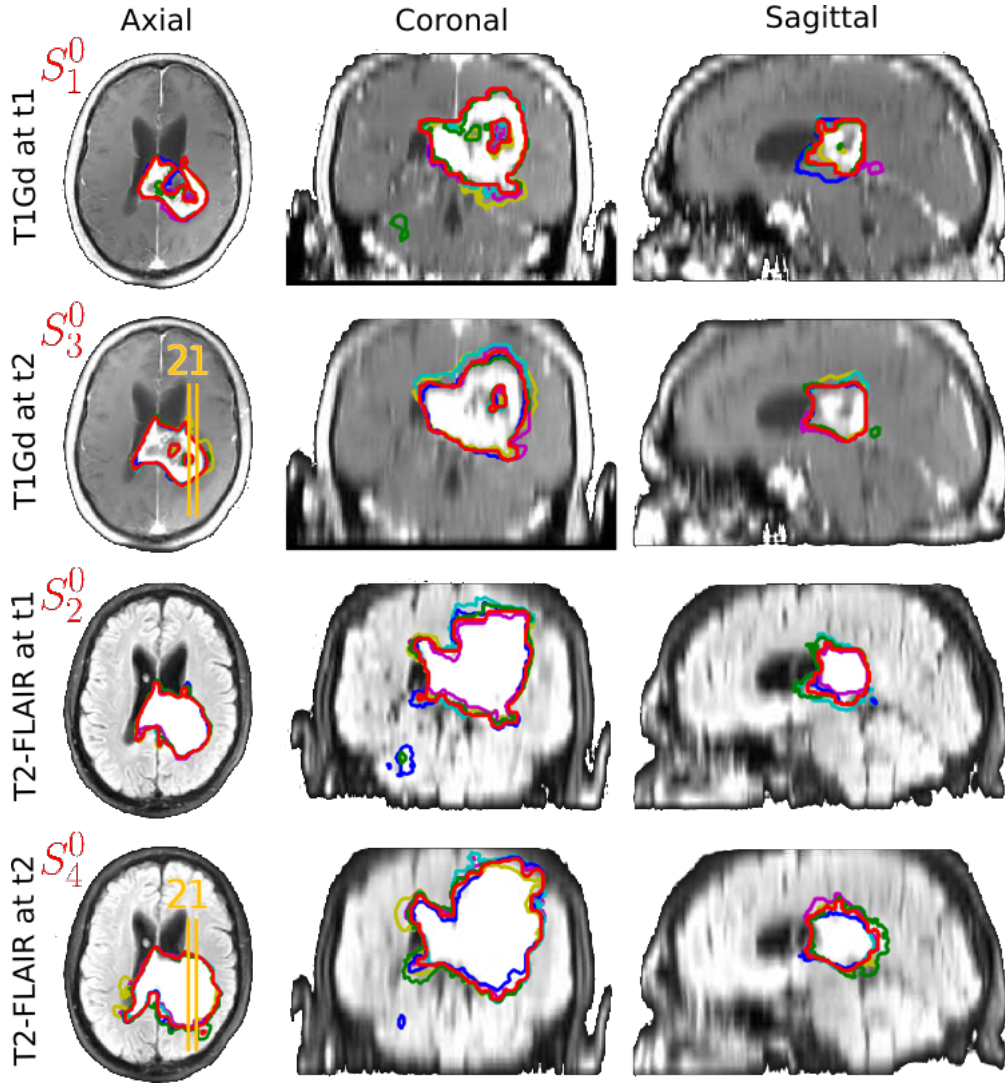 Axial Coronal Sagittal
T1Gd at t1
S₁⁰
T1Gd at t2
S₃⁰
21
T2-FLAIR at t1
S₂⁰
T2-FLAIR at t2
S₄⁰
21